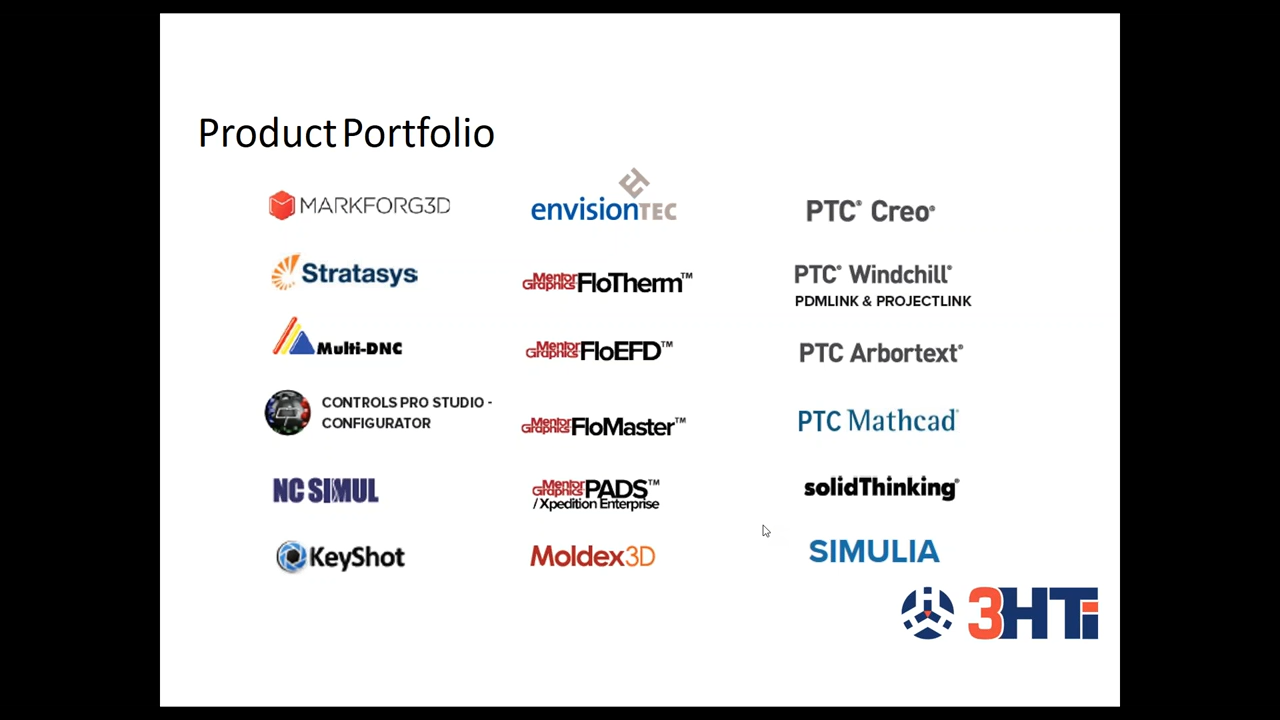 Product Portfolio
MARKFORG3D
envisionTEC
PTC® Creo®
Stratasys
Mentor Graphics FloTherm™
PTC® Windchill®
PDMLINK & PROJECTLINK
Multi-DNC
Mentor Graphics FloEFD™
PTC Arbortext®
CONTROLS PRO STUDIO -
CONFIGURATOR
Mentor Graphics FloMaster™
PTC Mathcad®
NC SIMUL
Mentor Graphics PADS™
/ Xpedition Enterprise
solidThinking®
KeyShot
Moldex3D
SIMULIA
3HTi